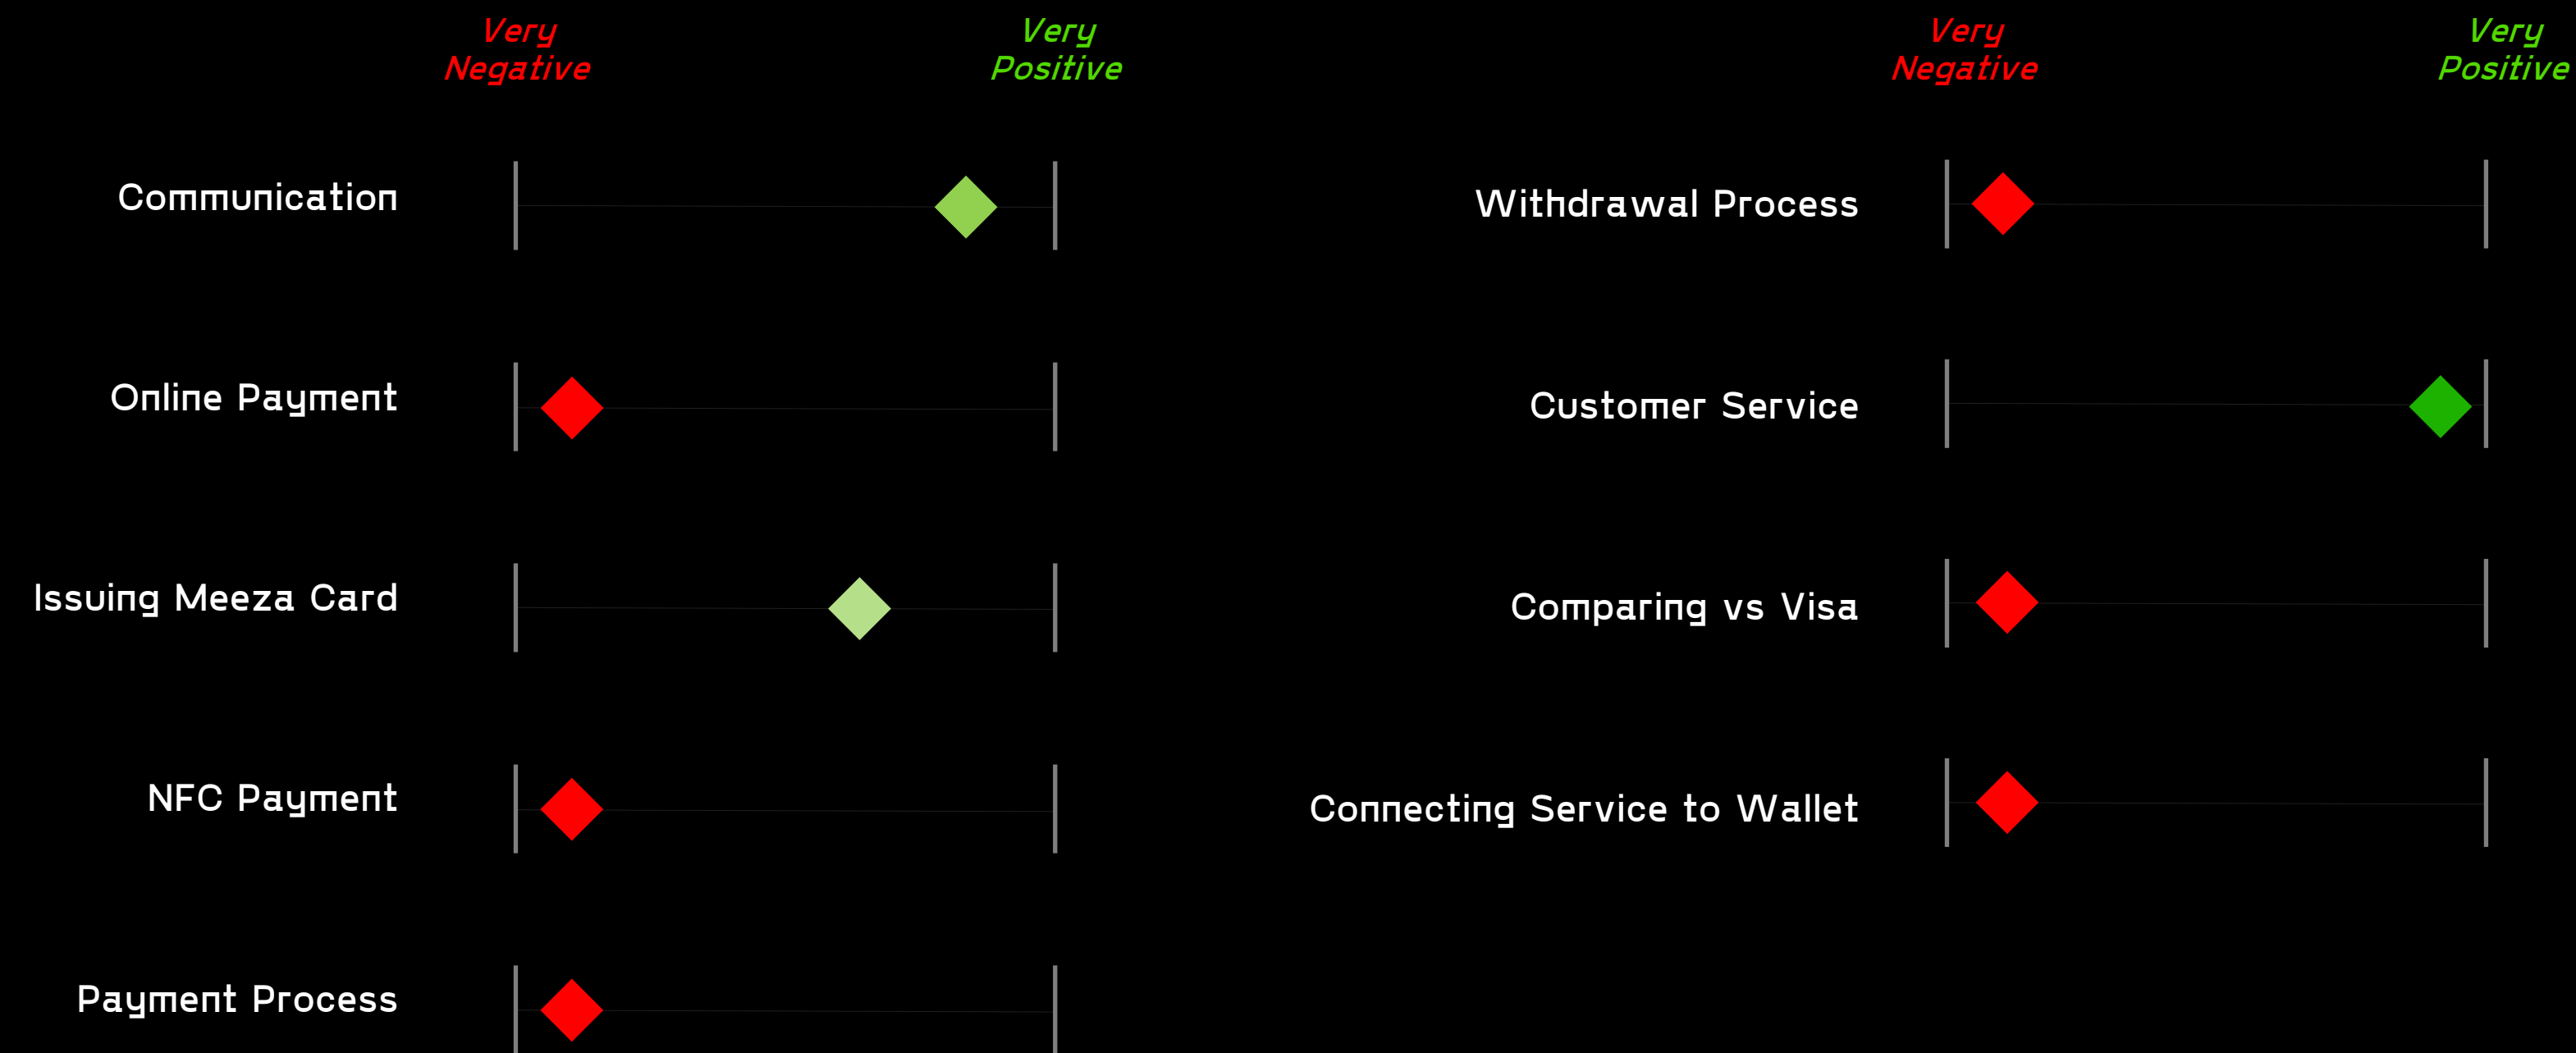 Very
Negative
Very
Positive
Communication
Online Payment
Issuing Meeza Card
NFC Payment
Payment Process
Very
Negative
Very
Positive
Withdrawal Process
Customer Service
Comparing vs Visa
Connecting Service to Wallet